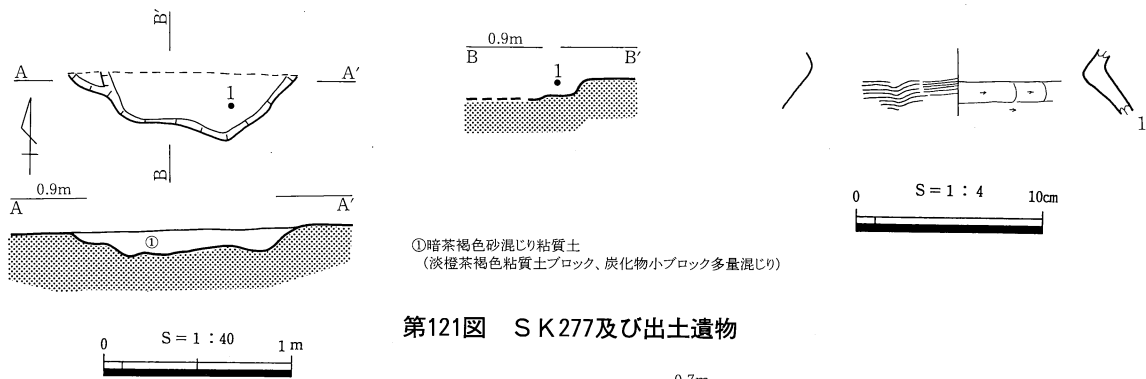 B′
A
A′
1
B
0.9m
A
A′
①
0
S=1：40
1m
0.9m
B
B′
1
①暗茶褐色砂混じり粘質土
（淡橙茶褐色粘質土ブロック、炭化物小ブロック多量混じり）
1
0
S=1：4
10cm
第121図　ＳＫ277及び出土遺物